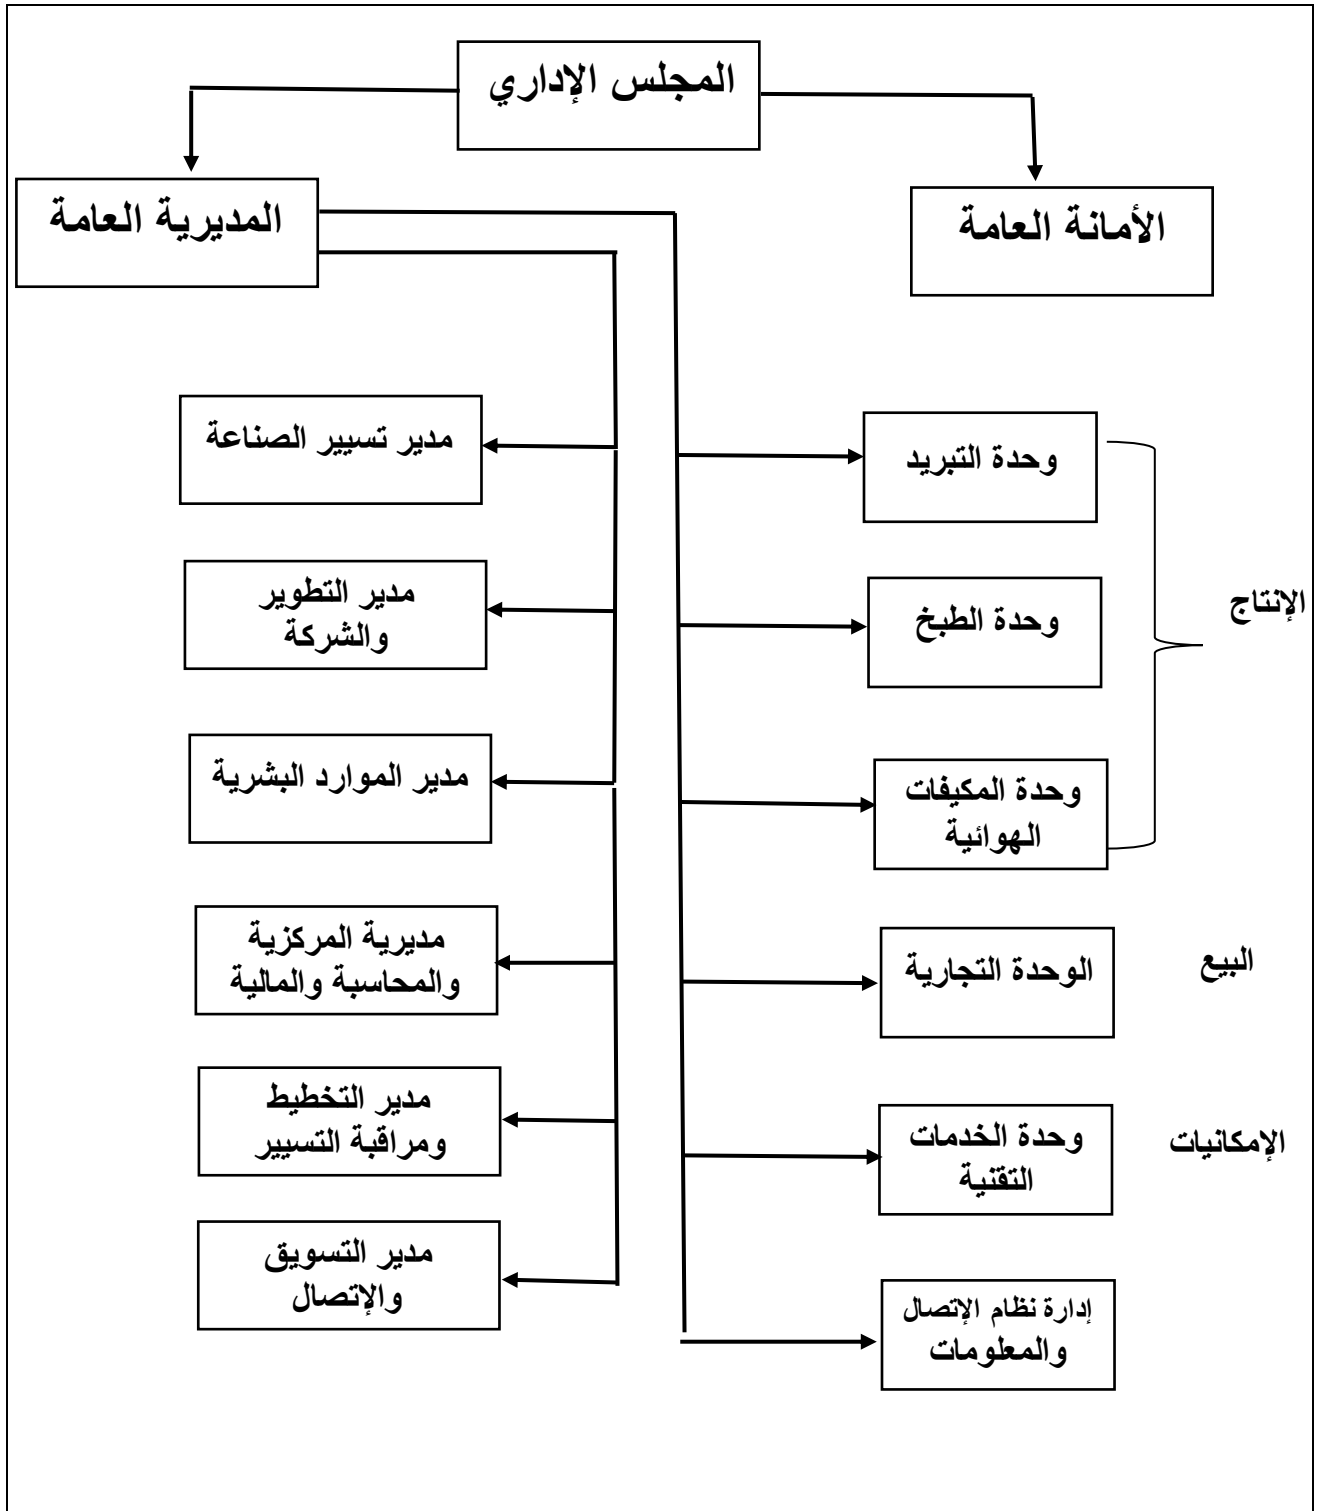 المجلس الإداري
الأمانة العامة
المديرية العامة
وحدة التبريد
مدير تسيير الصناعة
الإنتاج
وحدة الطبخ
مدير التطوير
والشركة
وحدة المكيفات
الهوائية
مدير الموارد البشرية
البيع
الوحدة التجارية
مديرية المركزية
والمحاسبة والمالية
الإمكانيات
وحدة الخدمات
التقنية
مدير التخطيط
ومراقبة التسيير
إدارة نظام الإتصال
والمعلومات
مدير التسويق
والإتصال